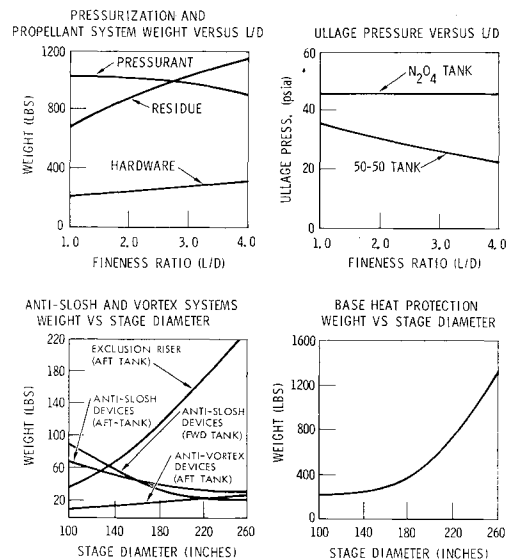 PRESSURIZATION AND
PROPELLANT SYSTEM WEIGHT VERSUS L/D
1200
1000
800
400
0
WEIGHT (LBS)
PRESSURANT
RESIDUE
HARDWARE
1.0 2.0 3.0 4.0
FINENESS RATIO (L/D)
ULLAGE PRESSURE VERSUS L/D
60
40
20
0
ULLAGE PRESS. (psia)
N2O4 TANK
50-50 TANK
1.0 2.0 3.0 4.0
FINENESS RATIO (L/D)
ANTI-SLOSH AND VORTEX SYSTEMS
WEIGHT VS STAGE DIAMETER
220
180
140
100
60
20
WEIGHT (LBS)
EXCLUSION RISER
(AFT TANK)
ANTI-SLOSH
DEVICES
(AFT-TANK)
ANTI-SLOSH
DEVICES
(FWD TANK)
ANTI-VORTEX
DEVICES
(AFT TANK)
100 140 180 220 260
STAGE DIAMETER (INCHES)
BASE HEAT PROTECTION
WEIGHT VS STAGE DIAMETER
1600
1200
800
400
0
WEIGHT (LBS)
100 140 180 220 260
STAGE DIAMETER (INCHES)